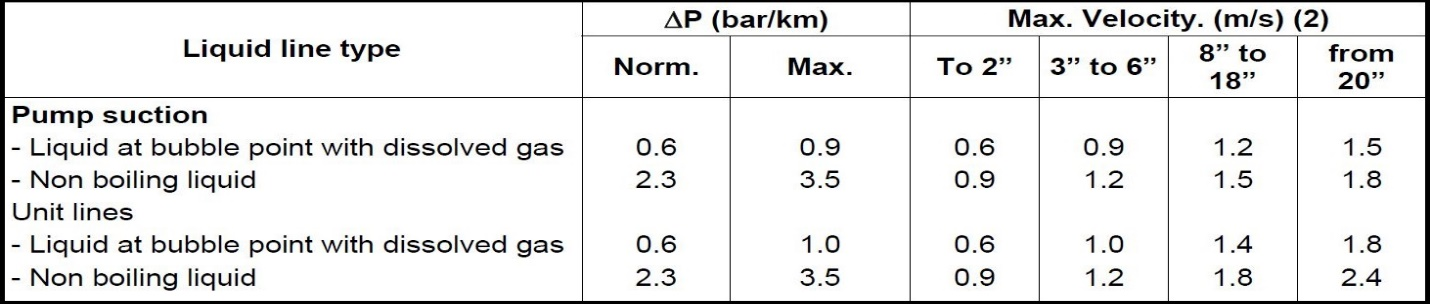 Liquid line type ΔP (bar/km) Max. Velocity. (m/s) (2)
Norm. Max. To 2” 3” to 6” 8” to 18” from 20”
Pump suction
- Liquid at bubble point with dissolved gas 0.6 0.9 0.6 0.9 1.2 1.5
- Non boiling liquid 2.3 3.5 0.9 1.2 1.5 1.8
Unit lines
- Liquid at bubble point with dissolved gas 0.6 1.0 0.6 1.0 1.4 1.8
- Non boiling liquid 2.3 3.5 0.9 1.2 1.8 2.4